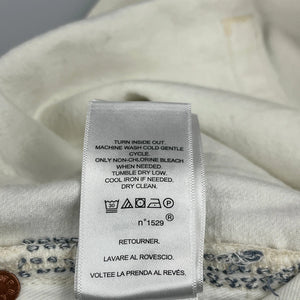 TURN INSIDE OUT.
MACHINE WASH COLD GENTLE
CYCLE.
ONLY NON-CHLORINE BLEACH
WHEN NEEDED.
TUMBLE DRY LOW.
COOL IRON IF NEEDED.
DRY CLEAN.
30
®
n°1529
RETOURNER.
LAVARE AL ROVESCIO.
VOLTEE LA PRENDA AL REVÉS.